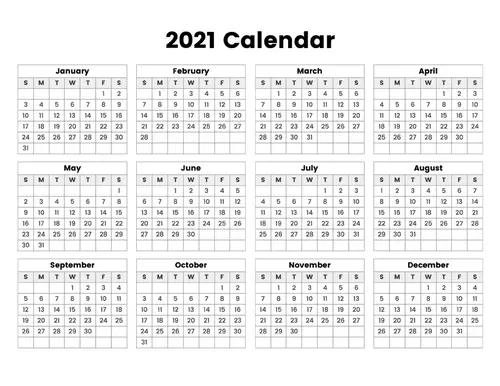 2021 Calendar
January
S M T W T F S
1 2
3 4 5 6 7 8 9
10 11 12 13 14 15 16
17 18 19 20 21 22 23
24 25 26 27 28 29 30
31
February
S M T W T F S
1 2 3 4 5 6
7 8 9 10 11 12 13
14 15 16 17 18 19 20
21 22 23 24 25 26 27
28
March
S M T W T F S
1 2 3 4 5 6
7 8 9 10 11 12 13
14 15 16 17 18 19 20
21 22 23 24 25 26 27
28 29 30 31
April
S M T W T F S
1 2 3
4 5 6 7 8 9 10
11 12 13 14 15 16 17
18 19 20 21 22 23 24
25 26 27 28 29 30
May
S M T W T F S
1
2 3 4 5 6 7 8
9 10 11 12 13 14 15
16 17 18 19 20 21 22
23 24 25 26 27 28 29
30 31
June
S M T W T F S
1 2 3 4 5
6 7 8 9 10 11 12
13 14 15 16 17 18 19
20 21 22 23 24 25 26
27 28 29 30
July
S M T W T F S
1 2 3
4 5 6 7 8 9 10
11 12 13 14 15 16 17
18 19 20 21 22 23 24
25 26 27 28 29 30 31
August
S M T W T F S
1 2 3 4 5 6 7
8 9 10 11 12 13 14
15 16 17 18 19 20 21
22 23 24 25 26 27 28
29 30 31
September
S M T W T F S
1 2 3 4
5 6 7 8 9 10 11
12 13 14 15 16 17 18
19 20 21 22 23 24 25
26 27 28 29 30
October
S M T W T F S
1 2
3 4 5 6 7 8 9
10 11 12 13 14 15 16
17 18 19 20 21 22 23
24 25 26 27 28 29 30
31
November
S M T W T F S
1 2 3 4 5 6
7 8 9 10 11 12 13
14 15 16 17 18 19 20
21 22 23 24 25 26 27
28 29 30
December
S M T W T F S
1 2 3 4
5 6 7 8 9 10 11
12 13 14 15 16 17 18
19 20 21 22 23 24 25
26 27 28 29 30 31